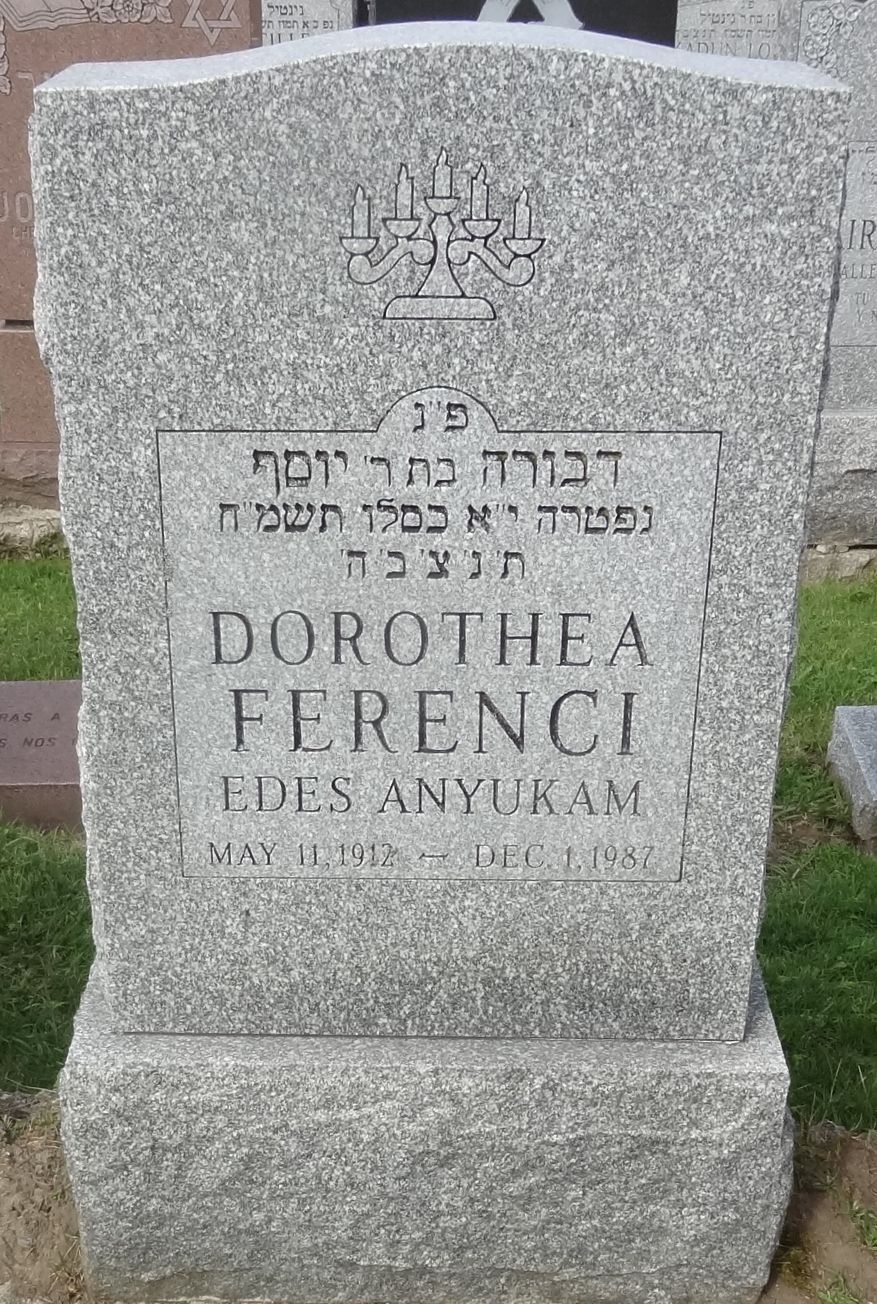 פ"נ
דבורה בת ר' יוסף
נפטרה י"א כסלו תשמ"ח
ת' נ' צ' ב' ה'
DOROTHEA
FERENCI
EDES ANYUKAM
MAY 11, 1912 – DEC. 1, 1987